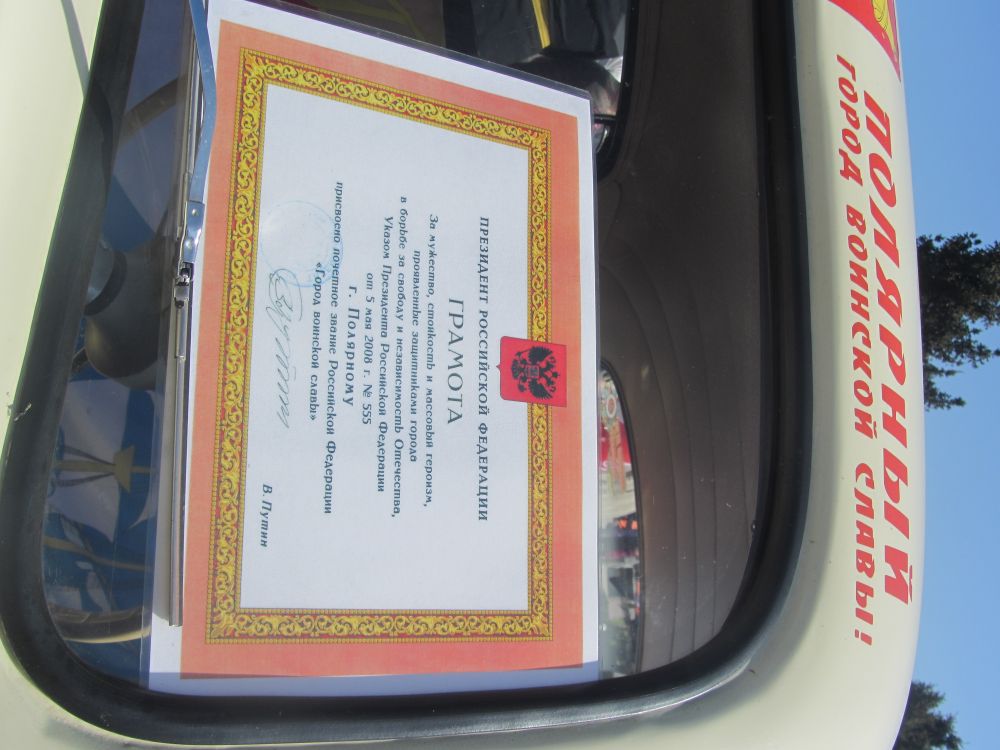 ПОЛЯРНЫЙ
ГОРОД ВОИНСКОЙ СЛАВЫ!
ПРЕЗИДЕНТ РОССИЙСКОЙ ФЕДЕРАЦИИ
ГРАМОТА
За мужество, стойкость и массовый героизм,
проявленные защитниками города
в борьбе за свободу и независимость Отечества,
Указом Президента Российской Федерации
от 5 мая 2008 г. № 555
г. Полярному
присвоено почетное звание Российской Федерации
«Город воинской славы»
В. Путин